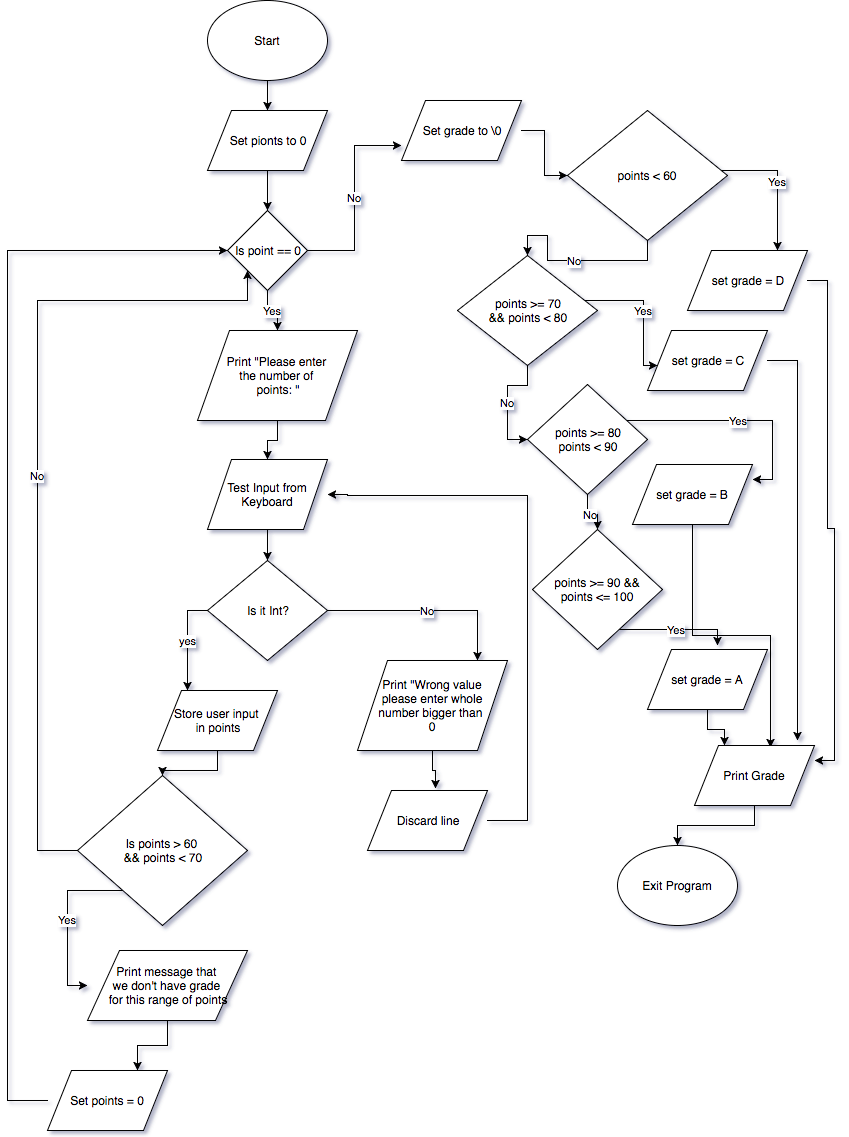 Start
Set pionts to 0
Is point == 0
No
Yes
Print "Please enter
the number of
points: "
Test Input from
Keyboard
Is it Int?
yes
No
Store user input
in points
Print "Wrong value
please enter whole
number bigger than
0
Discard line
Is points > 60
&& points < 70
No
Yes
Print message that
we don't have grade
for this range of points
Set points = 0
Set grade to \0
points < 60
Yes
set grade = D
No
points >= 70
&& points < 80
Yes
set grade = C
No
points >= 80
points < 90
Yes
set grade = B
No
points >= 90 &&
points <= 100
Yes
set grade = A
Print Grade
Exit Program